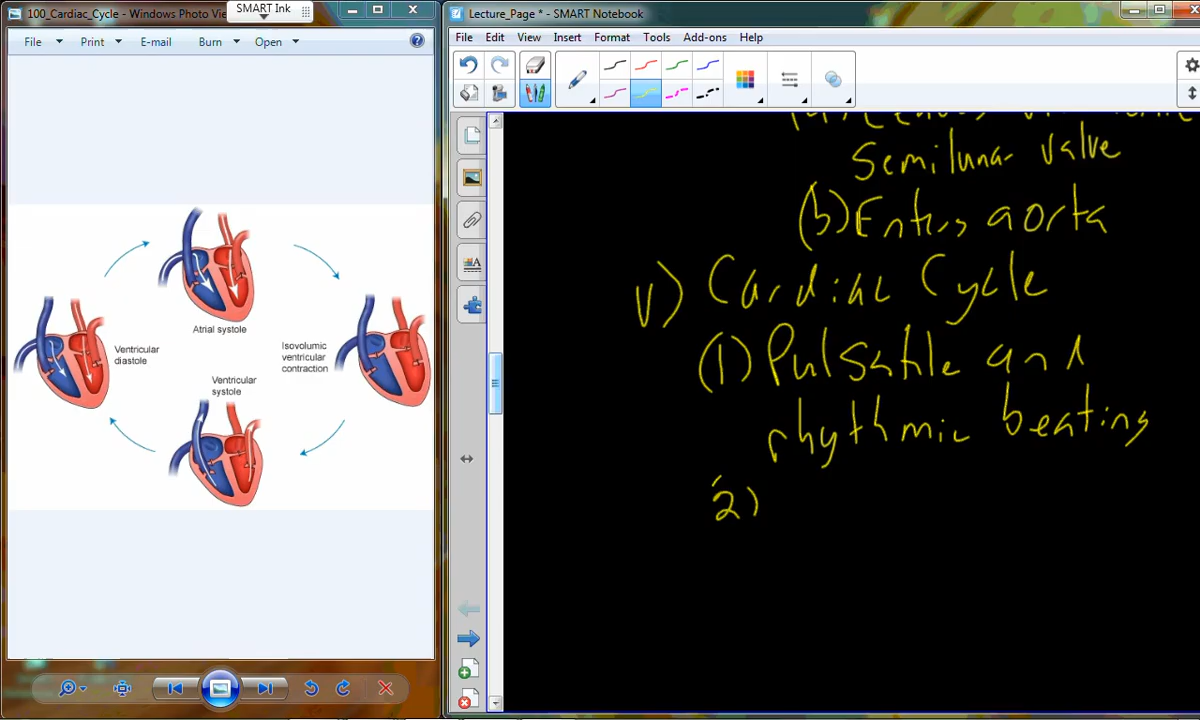 100_Cardiac_Cycle - Windows Photo Vie
SMART Ink
File Print E-mail Burn Open
Atrial systole
Ventricular
diastole
Isovolumic
ventricular
contraction
Ventricular
systole
Lecture_Page * - SMART Notebook
File Edit View Insert Format Tools Add-ons Help
Semilunar valve
(b) Enters aorta
v) Cardiac Cycle
(1) Pulsatile and
rhythmic beating
2)